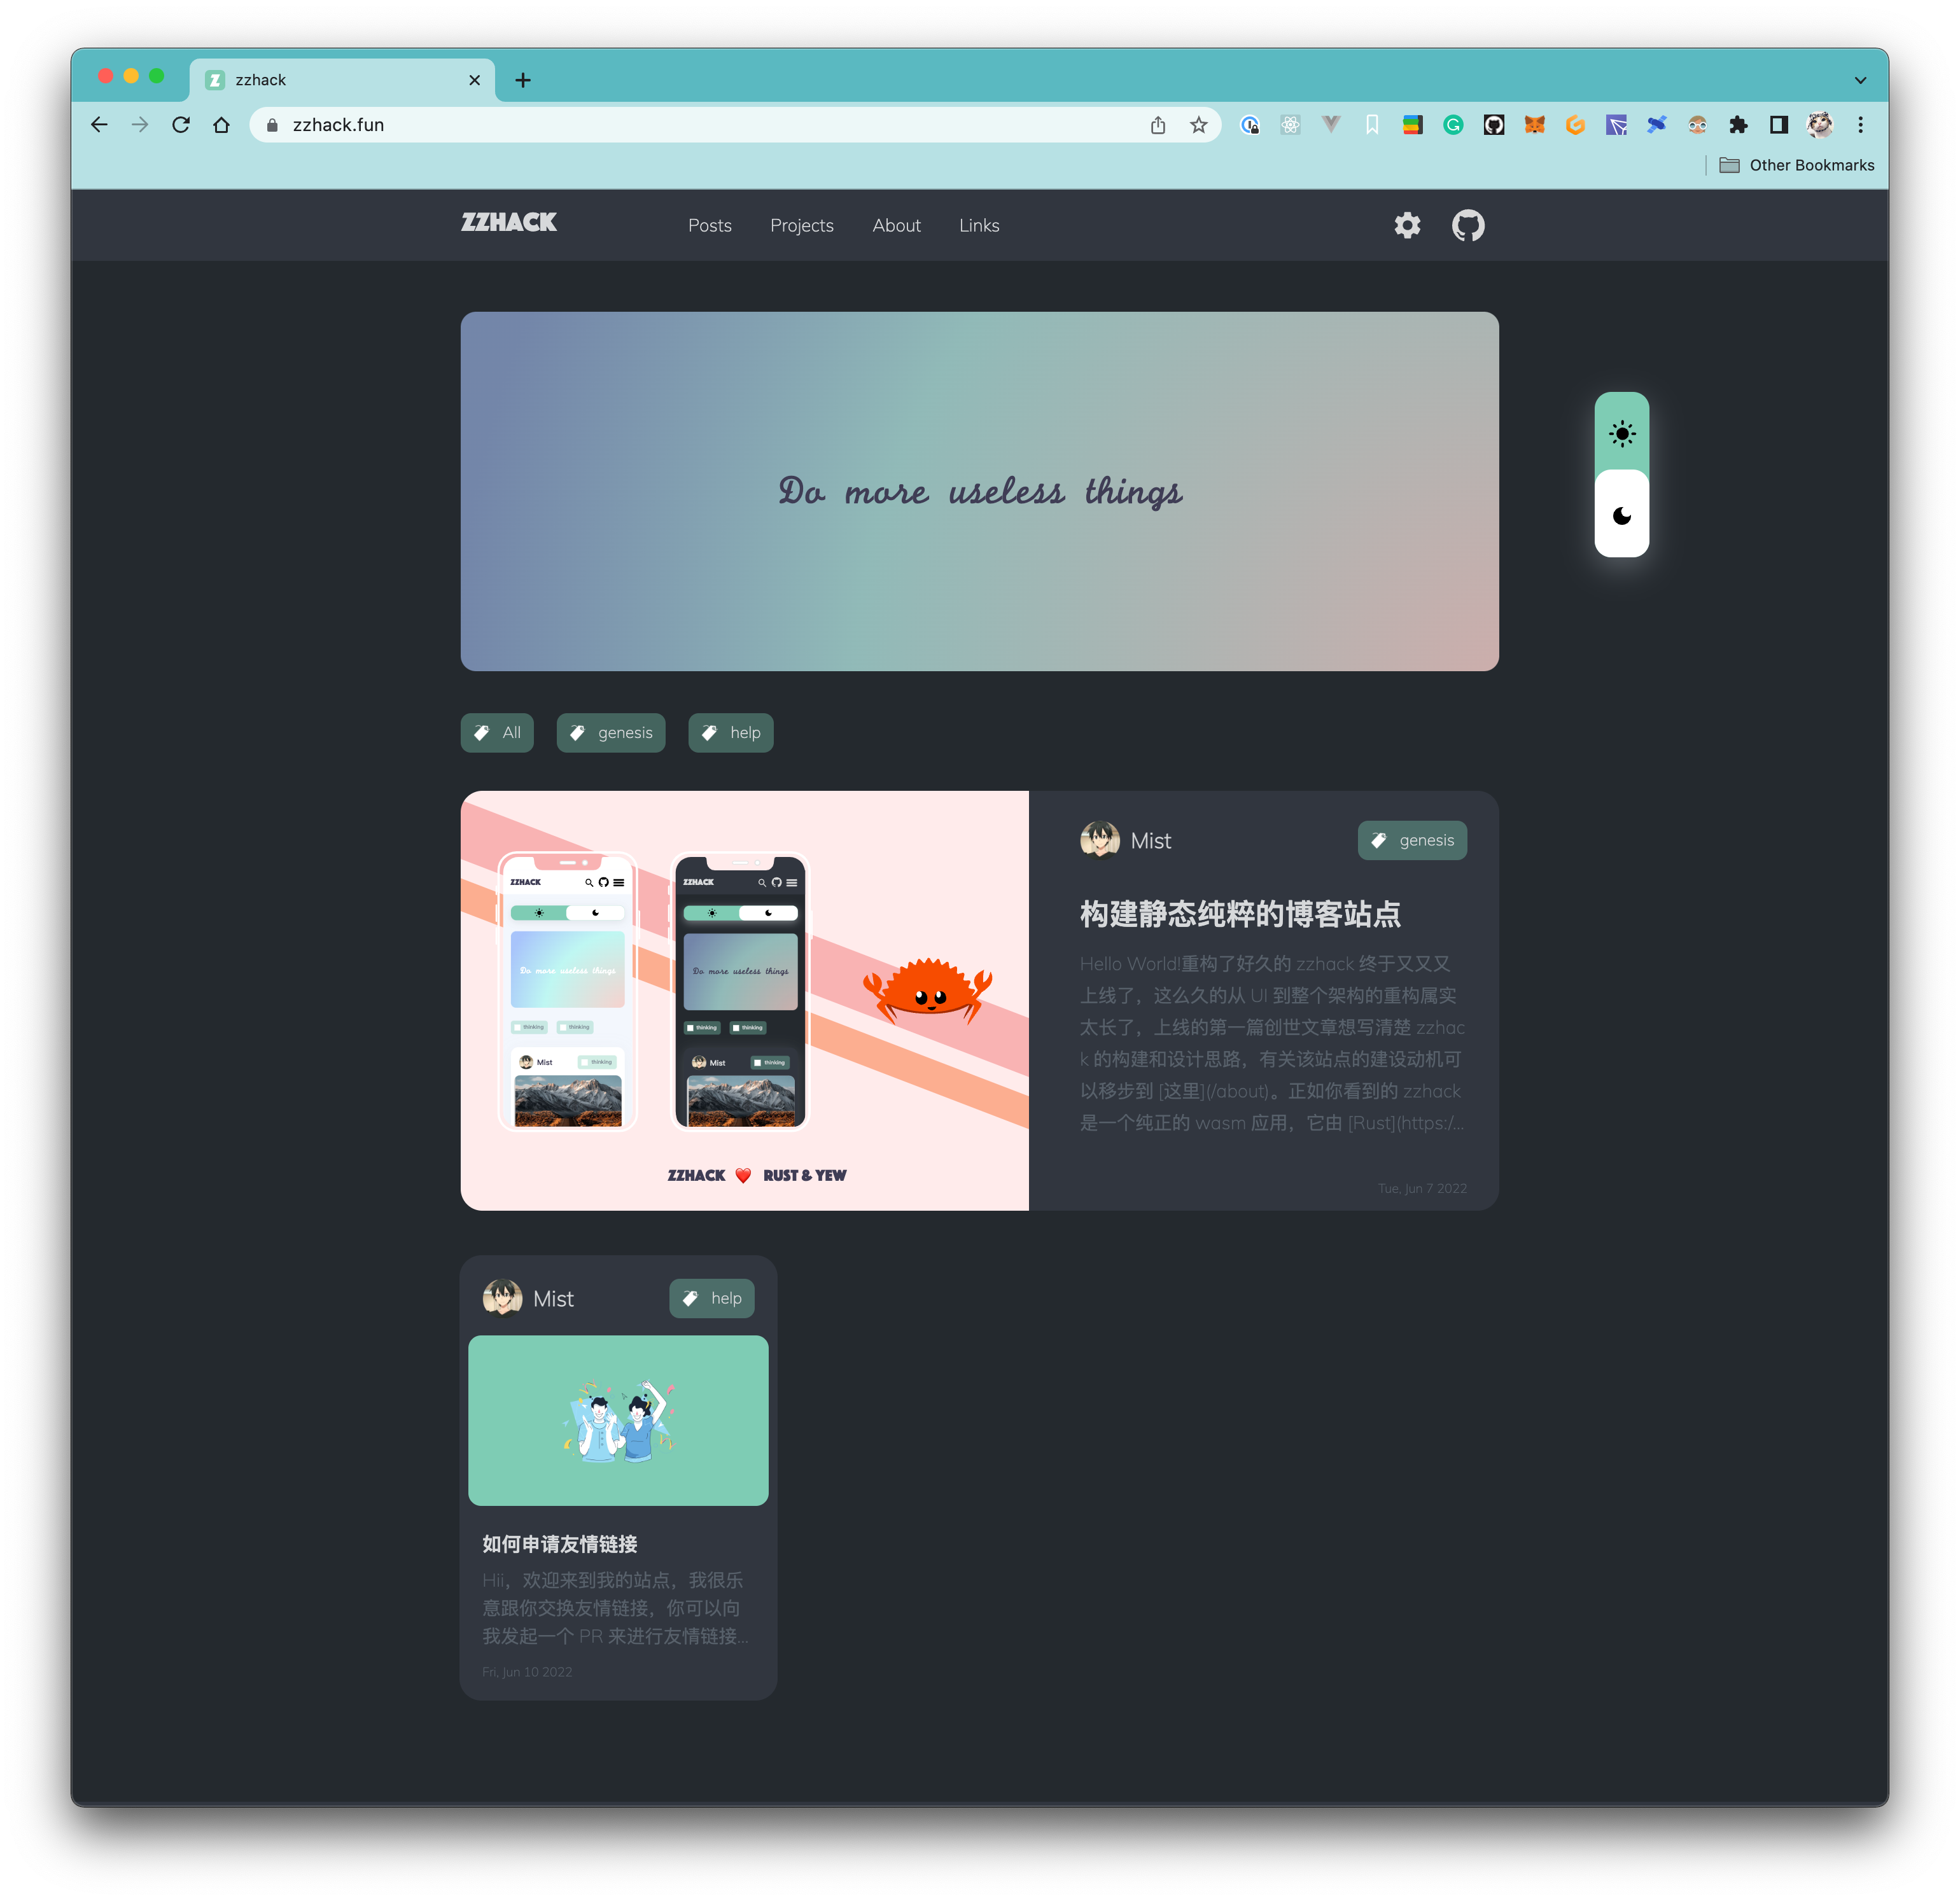 zzhack
zzhack.fun
Other Bookmarks
ZZHACK
Posts
Projects
About
Links
Do more useless things
All
genesis
help
ZZHACK
Do more useless things
thinking
thinking
Mist
thinking
ZZHACK
Do more useless things
thinking
thinking
Mist
thinking
ZZHACK ❤️ RUST & YEW
Mist
genesis
构建静态纯粹的博客站点
Hello World!重构了好久的 zzhack 终于又又又
上线了，这么久的从 UI 到整个架构的重构属实
太长了，上线的第一篇创世文章想写清楚 zzhac
k 的构建和设计思路，有关该站点的建设动机可
以移步到 [这里](/about)。正如你看到的 zzhack
是一个纯正的 wasm 应用，它由 [Rust](https:/...
Tue, Jun 7 2022
Mist
help
如何申请友情链接
Hii，欢迎来到我的站点，我很乐
意跟你交换友情链接，你可以向
我发起一个 PR 来进行友情链接...
Fri, Jun 10 2022